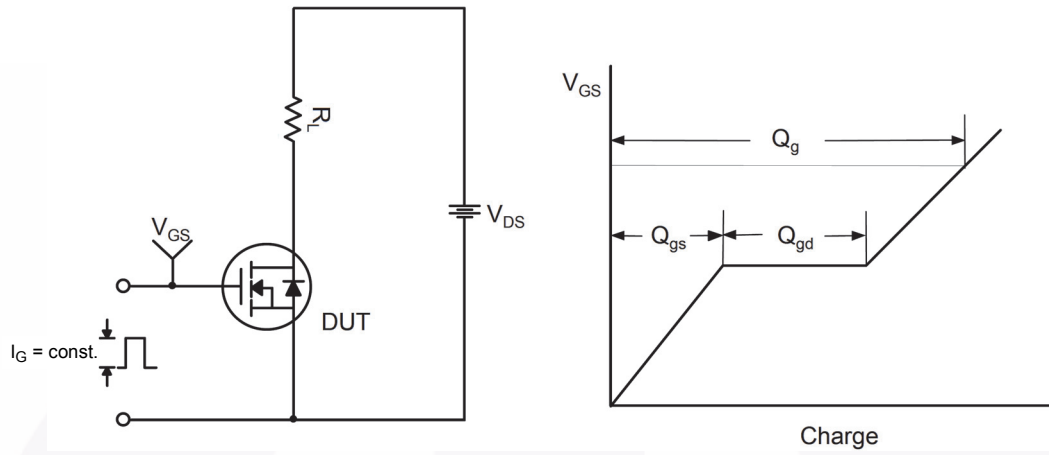 R_L
V_GS
V_DS
DUT
I_G = const.
V_GS
Q_g
Q_gs
Q_gd
Charge